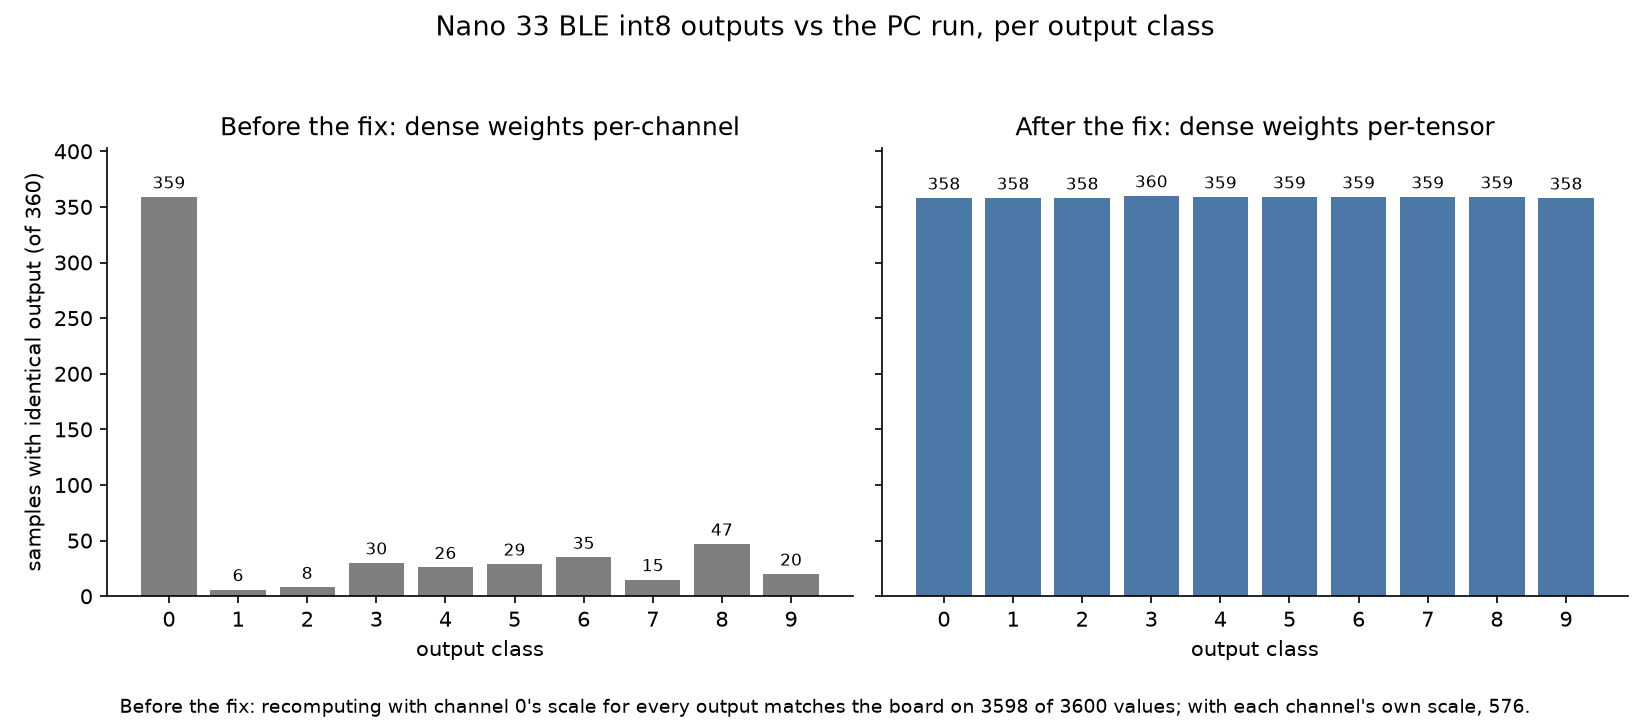 Nano 33 BLE int8 outputs vs the PC run, per output class
Before the fix: dense weights per-channel
samples with identical output (of 360)
400
350
300
250
200
150
100
50
0
359
6
8
30
26
29
35
15
47
20
0 1 2 3 4 5 6 7 8 9
output class
After the fix: dense weights per-tensor
358 358 358 360 359 359 359 359 359 358
0 1 2 3 4 5 6 7 8 9
output class
Before the fix: recomputing with channel 0's scale for every output matches the board on 3598 of 3600 values; with each channel's own scale, 576.